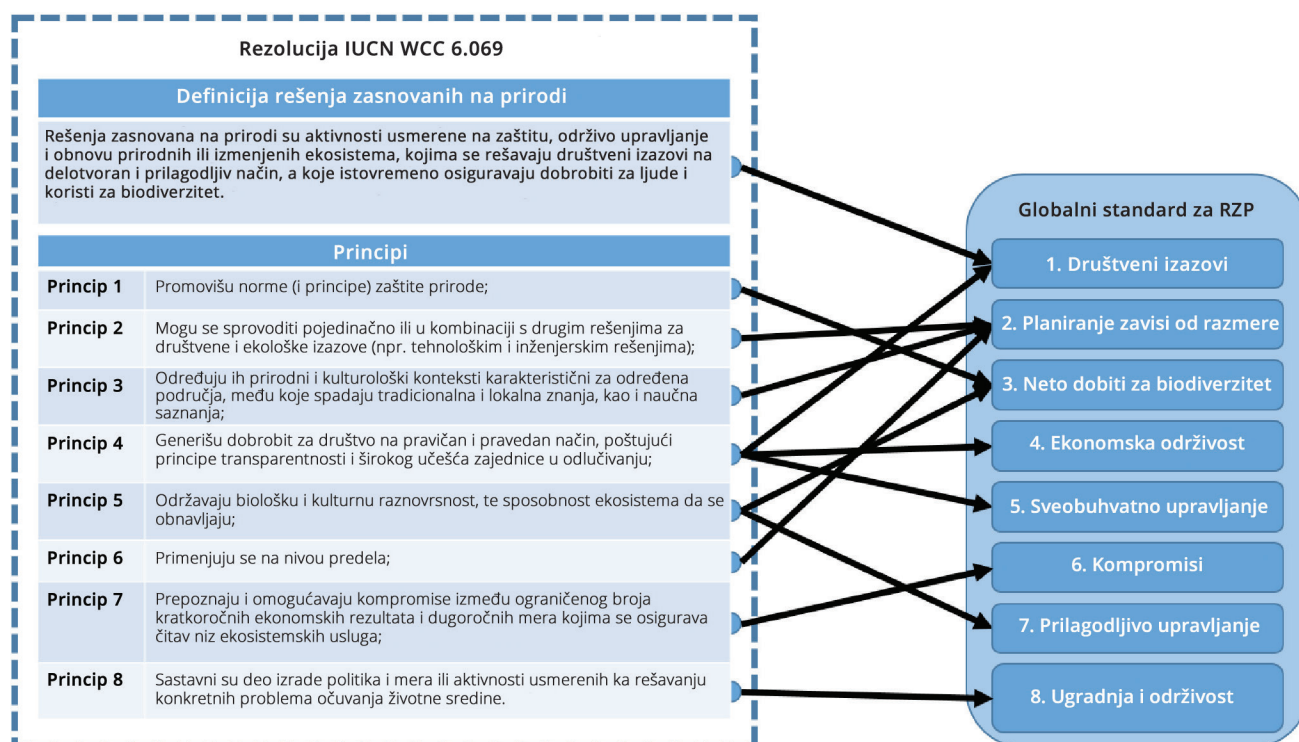 Rezolucija IUCN WCC 6.069
Definicija rešenja zasnovanih na prirodi
Rešenja zasnovana na prirodi su aktivnosti usmerene na zaštitu, održivo upravljanje
i obnovu prirodnih ili izmenjenih ekosistema, kojima se rešavaju društveni izazovi na
delotvoran i prilagodljiv način, a koje istovremeno osiguravaju dobrobiti za ljude i
koristi za biodiverzitet.
Principi
Princip 1
Promovišu norme (i principe) zaštite prirode;
Princip 2
Mogu se sprovoditi pojedinačno ili u kombinaciji s drugim rešenjima za
društvene i ekološke izazove (npr. tehnološkim i inženjerskim rešenjima);
Princip 3
Određuju ih prirodni i kulturološki konteksti karakteristični za određena
područja, među koje spadaju tradicionalna i lokalna znanja, kao i naučna
saznanja;
Princip 4
Generišu dobrobit za društvo na pravičan i pravedan način, poštujući
principe transparentnosti i širokog učešća zajednice u odlučivanju;
Princip 5
Održavaju biološku i kulturnu raznovrsnost, te sposobnost ekosistema da se
obnavljaju;
Princip 6
Primenjuju se na nivou predela;
Princip 7
Prepoznaju i omogućavaju kompromise između ograničenog broja
kratkoročnih ekonomskih rezultata i dugoročnih mera kojima se osigurava
čitav niz ekosistemskih usluga;
Princip 8
Sastavni su deo izrade politika i mera ili aktivnosti usmerenih ka rešavanju
konkretnih problema očuvanja životne sredine.
Globalni standard za RZP
1. Društveni izazovi
2. Planiranje zavisi od razmere
3. Neto dobiti za biodiverzitet
4. Ekonomska održivost
5. Sveobuhvatno upravljanje
6. Kompromisi
7. Prilagodljivo upravljanje
8. Ugradnja i održivost